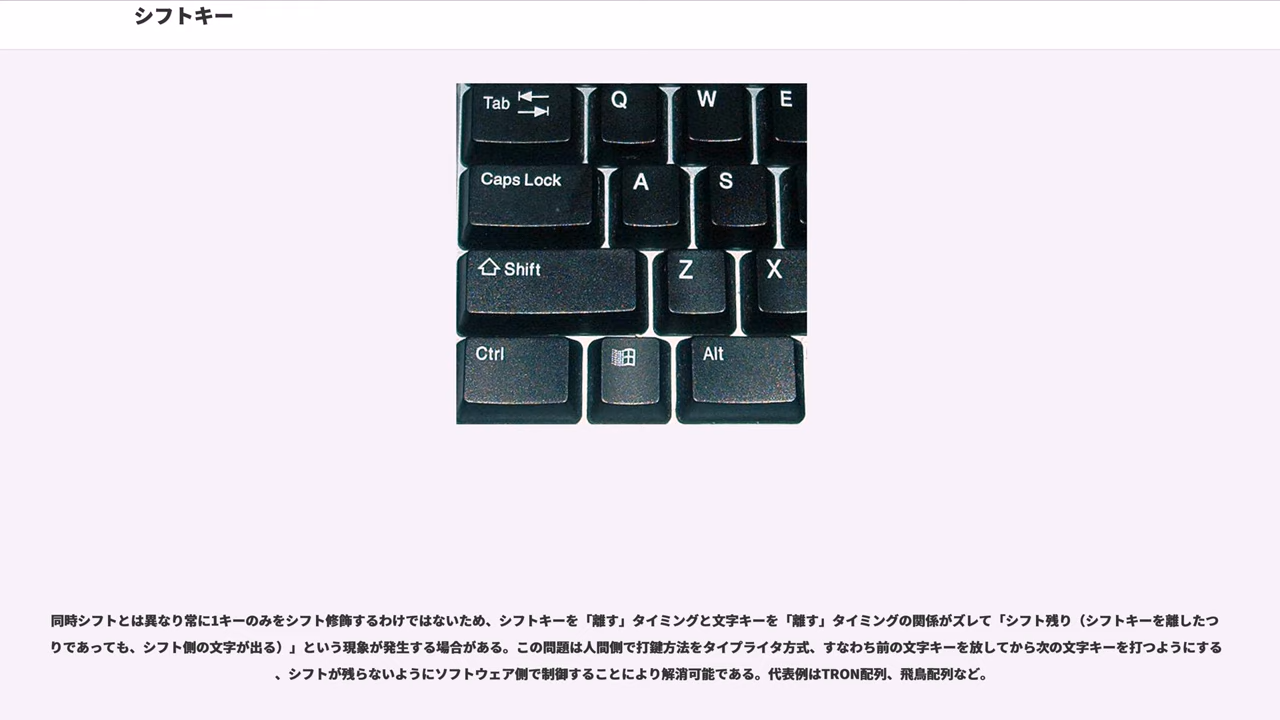 シフトキー
Tab Q W E
Caps Lock A S
Shift Z X
Ctrl Alt
同時シフトとは異なり常に1キーのみをシフト修飾するわけではないため、シフトキーを「離す」タイミングと文字キーを「離す」タイミングの関係がズレて「シフト残り（シフトキーを離したつ
りであっても、シフト側の文字が出る）」という現象が発生する場合がある。この問題は人間側で打鍵方法をタイプライタ方式、すなわち前の文字キーを放してから次の文字キーを打つようにする
、シフトが残らないようにソフトウェア側で制御することにより解消可能である。代表例はTRON配列、飛鳥配列など。